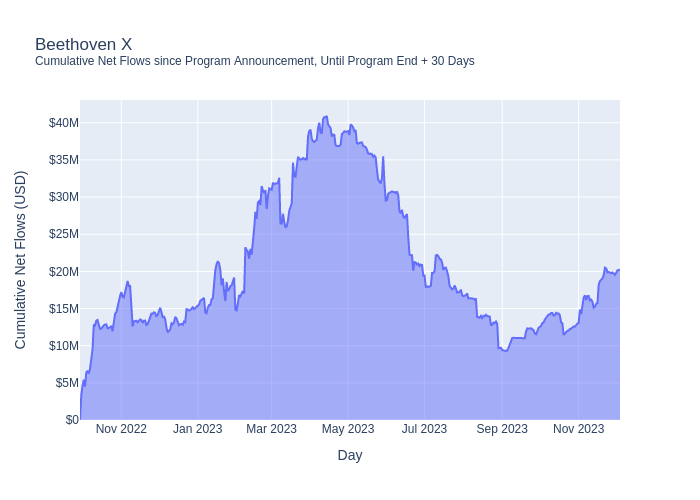 Beethoven X
Cumulative Net Flows since Program Announcement, Until Program End + 30 Days
$40M
$35M
$30M
$25M
$20M
$15M
$10M
$5M
$0
Cumulative Net Flows (USD)
Nov 2022 Jan 2023 Mar 2023 May 2023 Jul 2023 Sep 2023 Nov 2023
Day